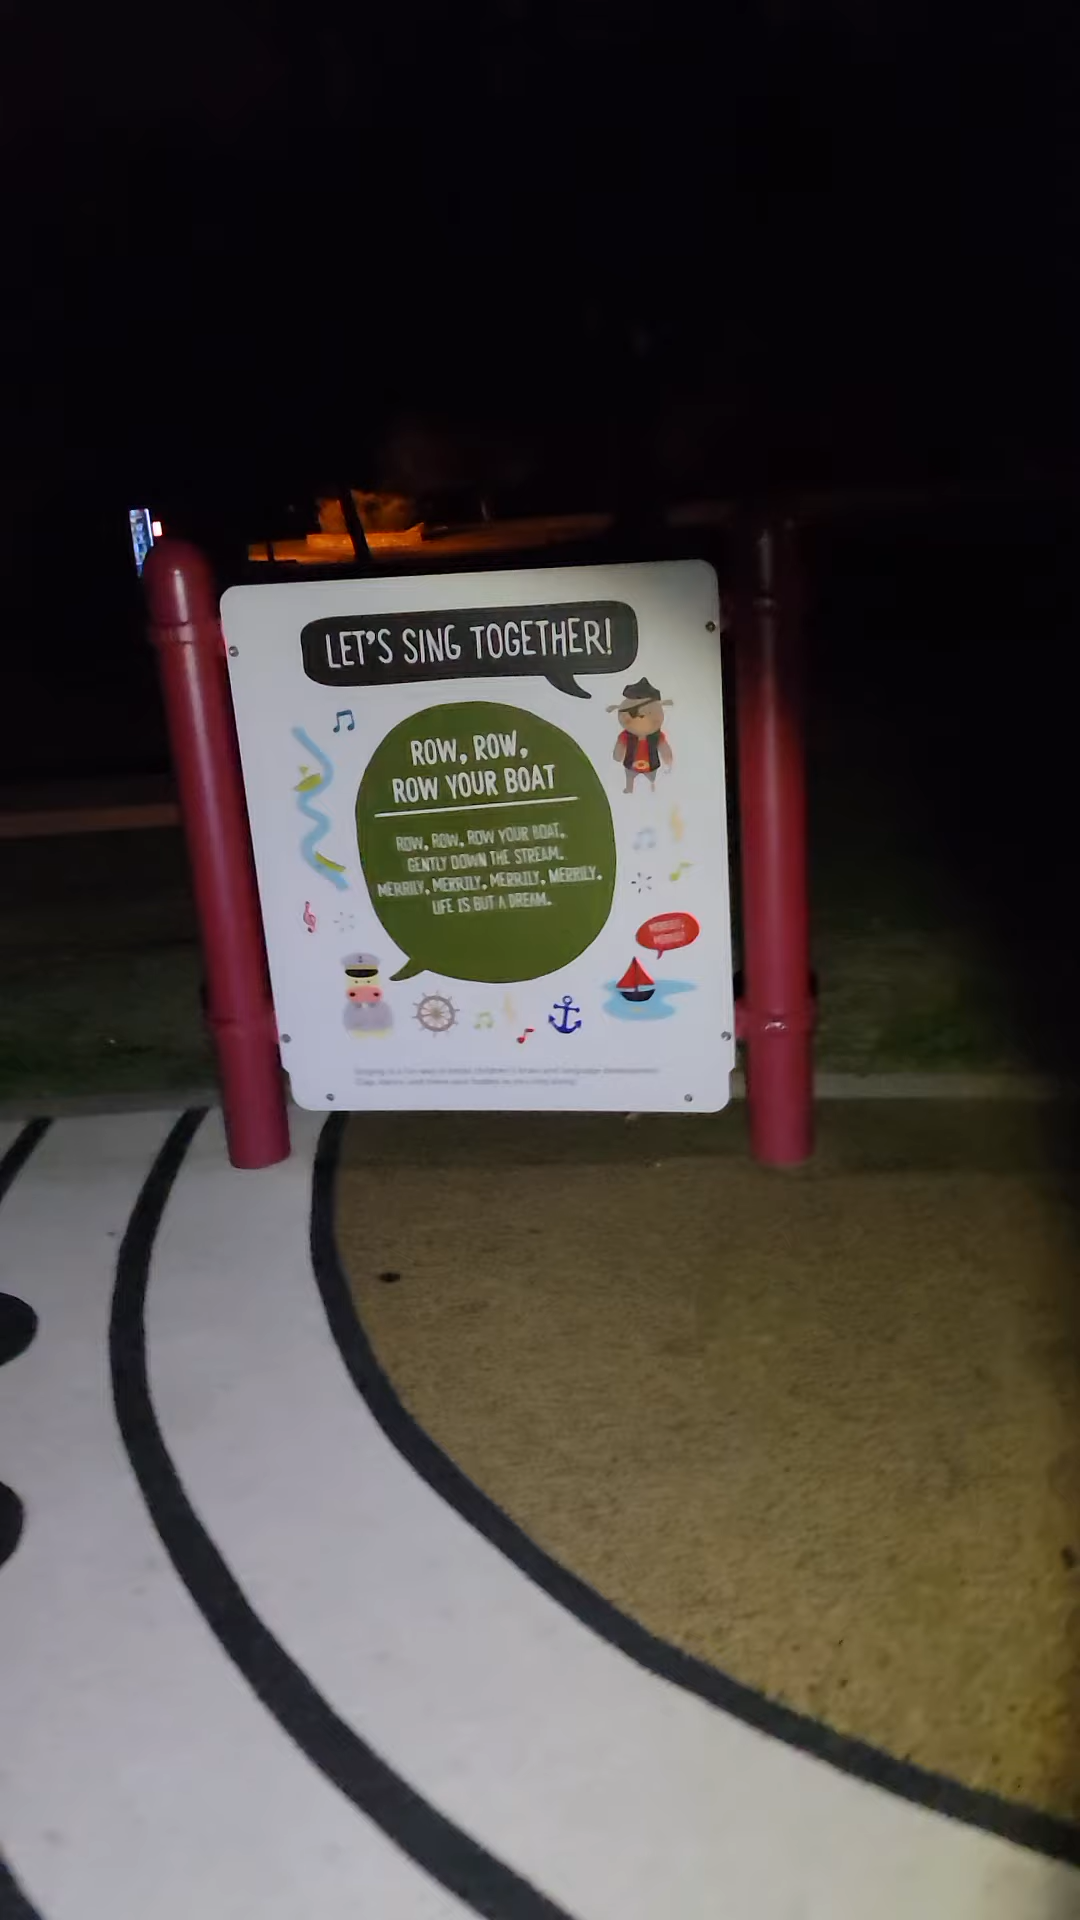 LET'S SING TOGETHER!
ROW, ROW,
ROW YOUR BOAT
ROW, ROW, ROW YOUR BOAT,
GENTLY DOWN THE STREAM.
MERRILY, MERRILY, MERRILY, MERRILY,
LIFE IS BUT A DREAM.